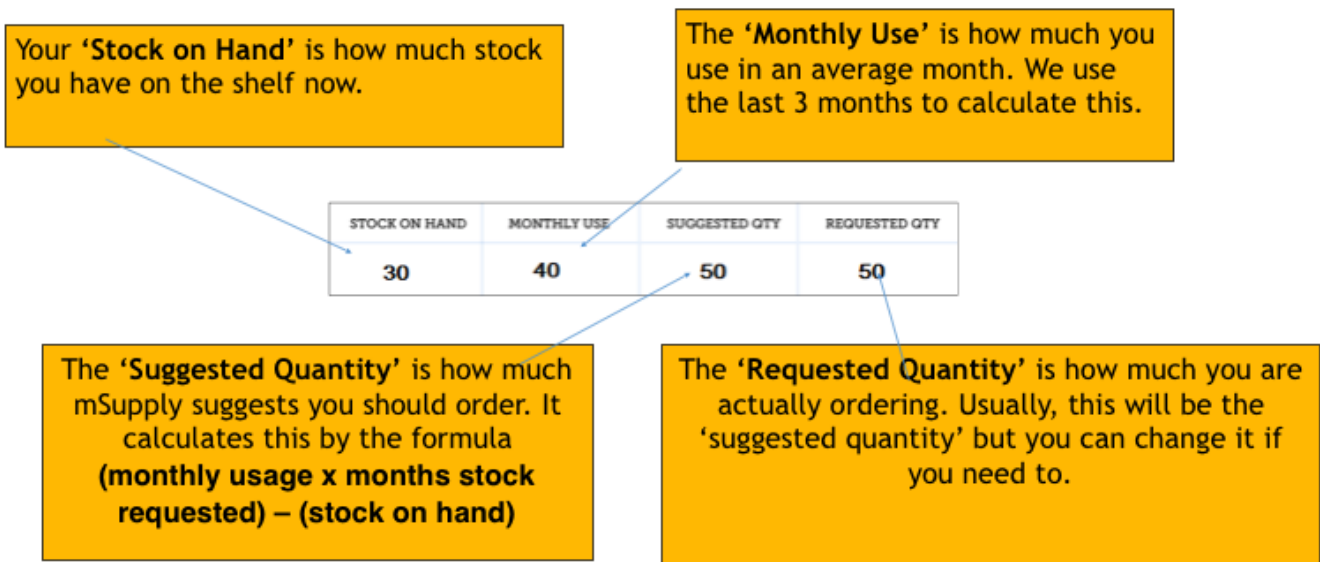 Your ‘Stock on Hand’ is how much stock
you have on the shelf now.
The ‘Monthly Use’ is how much you
use in an average month. We use
the last 3 months to calculate this.
STOCK ON HAND MONTHLY USE SUGGESTED QTY REQUESTED QTY
30 40 50 50
The ‘Suggested Quantity’ is how much
mSupply suggests you should order. It
calculates this by the formula
(monthly usage x months stock
requested) – (stock on hand)
The ‘Requested Quantity’ is how much you are
actually ordering. Usually, this will be the
‘suggested quantity’ but you can change it if
you need to.